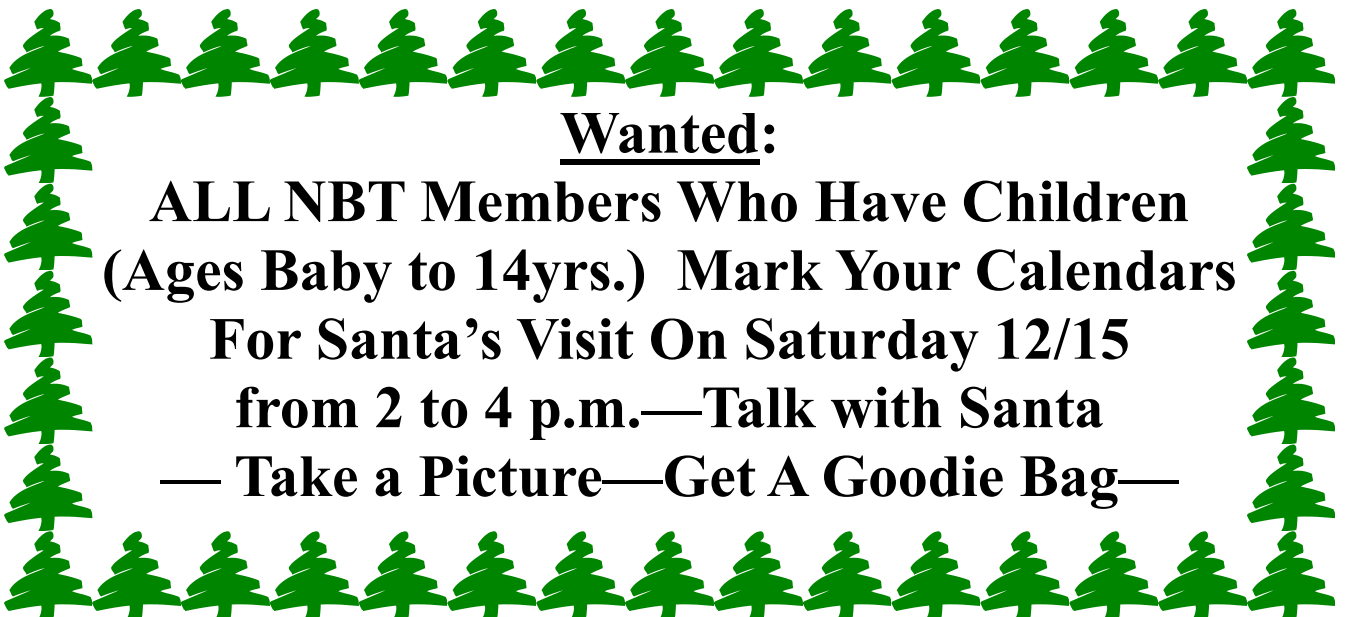 Wanted:
ALL NBT Members Who Have Children
(Ages Baby to 14yrs.)  Mark Your Calendars
For Santa’s Visit On Saturday 12/15
from 2 to 4 p.m.—Talk with Santa
— Take a Picture—Get A Goodie Bag—